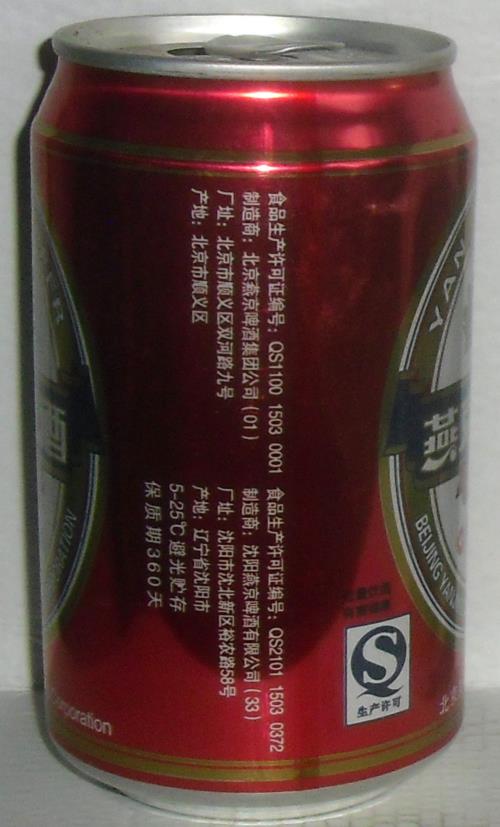 食品生产许可证编号：QS1100 1503 0001
制造商：北京燕京啤酒集团公司（01）
厂址：北京市顺义区双河路九号
产地：北京市顺义区
食品生产许可证编号：QS2101 1503 0372
制造商：沈阳燕京啤酒有限公司（33）
厂址：沈阳市沈北新区裕农路58号
产地：辽宁省沈阳市
5-25℃避光贮存
保质期360天
YAN
燕
BEIJING YAN
生产许可
北京